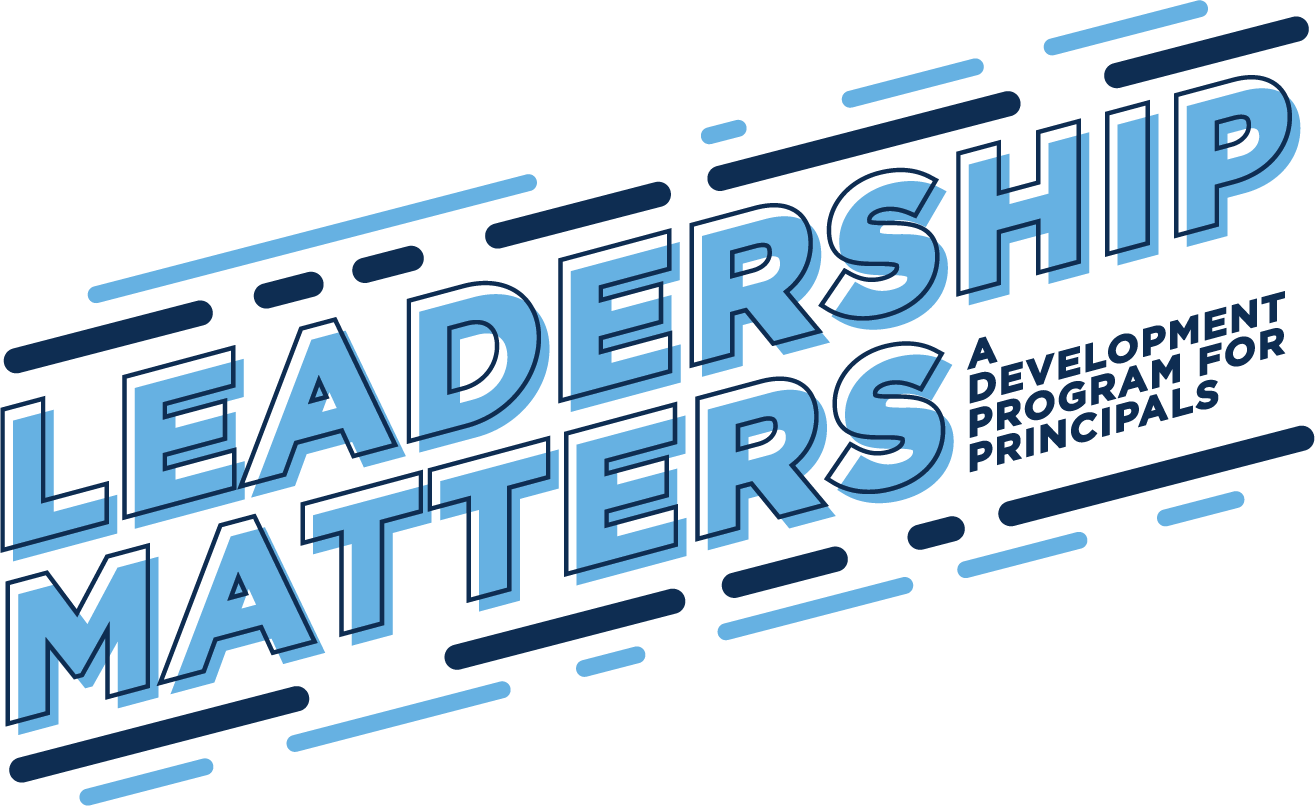 LEADERSHIP
MATTERS
A
DEVELOPMENT
PROGRAM FOR
PRINCIPALS